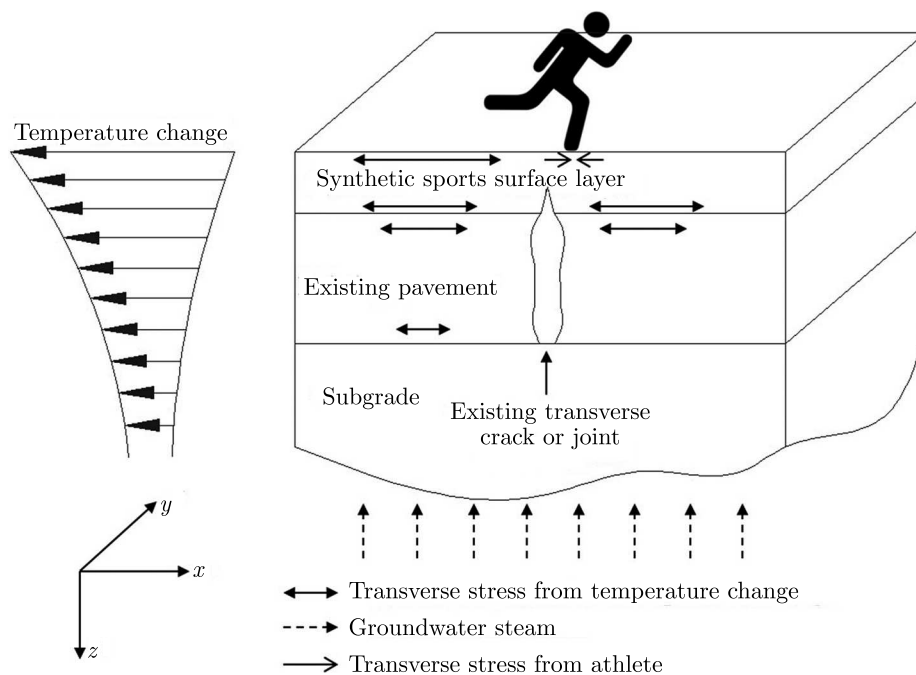 Temperature change
Synthetic sports surface layer
Existing pavement
Subgrade
Existing transverse
crack or joint
y
x
z
Transverse stress from temperature change
Groundwater steam
Transverse stress from athlete